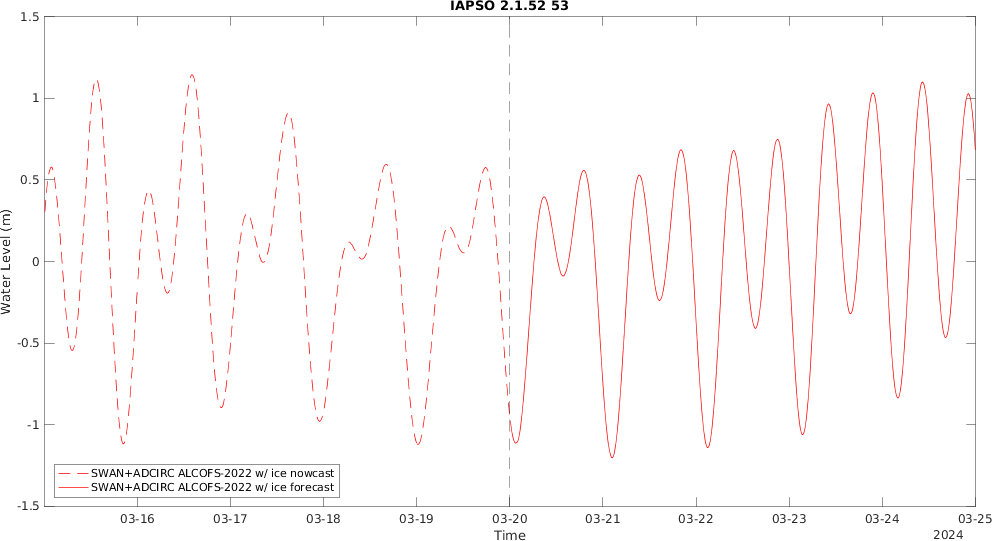 IAPSO 2.1.52 53
1.5
1
0.5
0
-0.5
-1
-1.5
Water Level (m)
SWAN+ADCIRC ALCOFS-2022 w/ ice nowcast
SWAN+ADCIRC ALCOFS-2022 w/ ice forecast
03-16 03-17 03-18 03-19 03-20 03-21 03-22 03-23 03-24 03-25
Time
2024